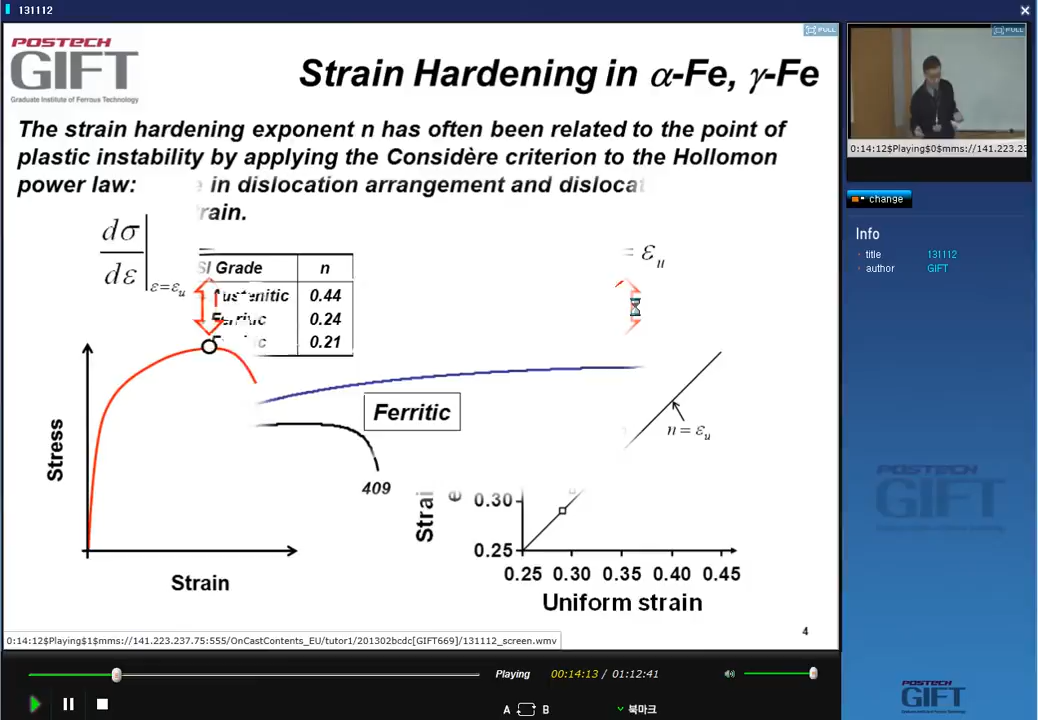 131112
FULL
FULL
POSTECH
GIFT
Graduate Institute of Ferrous Technology
Strain Hardening in α-Fe, γ-Fe
The strain hardening exponent n has often been related to the point of
plastic instability by applying the Considère criterion to the Hollomon
power law: in dislocation arrangement and
dσ/dε|ε=εu =
= εu
Grade n
Austenitic 0.44
0.24
0.21
Stress
Strain
Ferritic
409
n = εu
0.30
0.25
0.25 0.30 0.35 0.40 0.45
Uniform strain
4
0:14:12$Playing$1$mms://141.223.237.75:555/OnCastContents_EU/tutor1/201302bcdc[GIFT669]/131112_screen.wmv
Playing 00:14:13 / 01:12:41
A B 북마크
0:14:12$Playing$0$mms://141.223.23
change
Info
title 131112
author GIFT
POSTECH
GIFT
POSTECH
GIFT